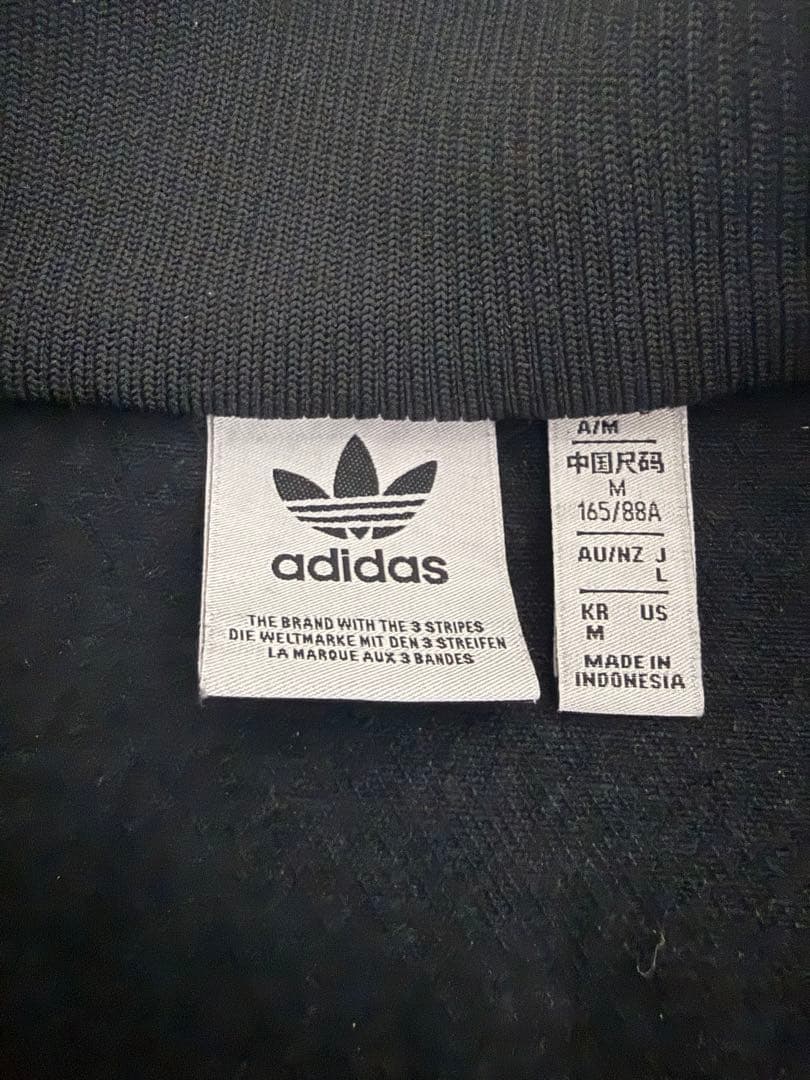 adidas
THE BRAND WITH THE 3 STRIPES
DIE WELTMARKE MIT DEN 3 STREIFEN
LA MARQUE AUX 3 BANDES
A/M
中国尺码
M
165/88A
AU/NZ J
L
KR US
M
MADE IN
INDONESIA